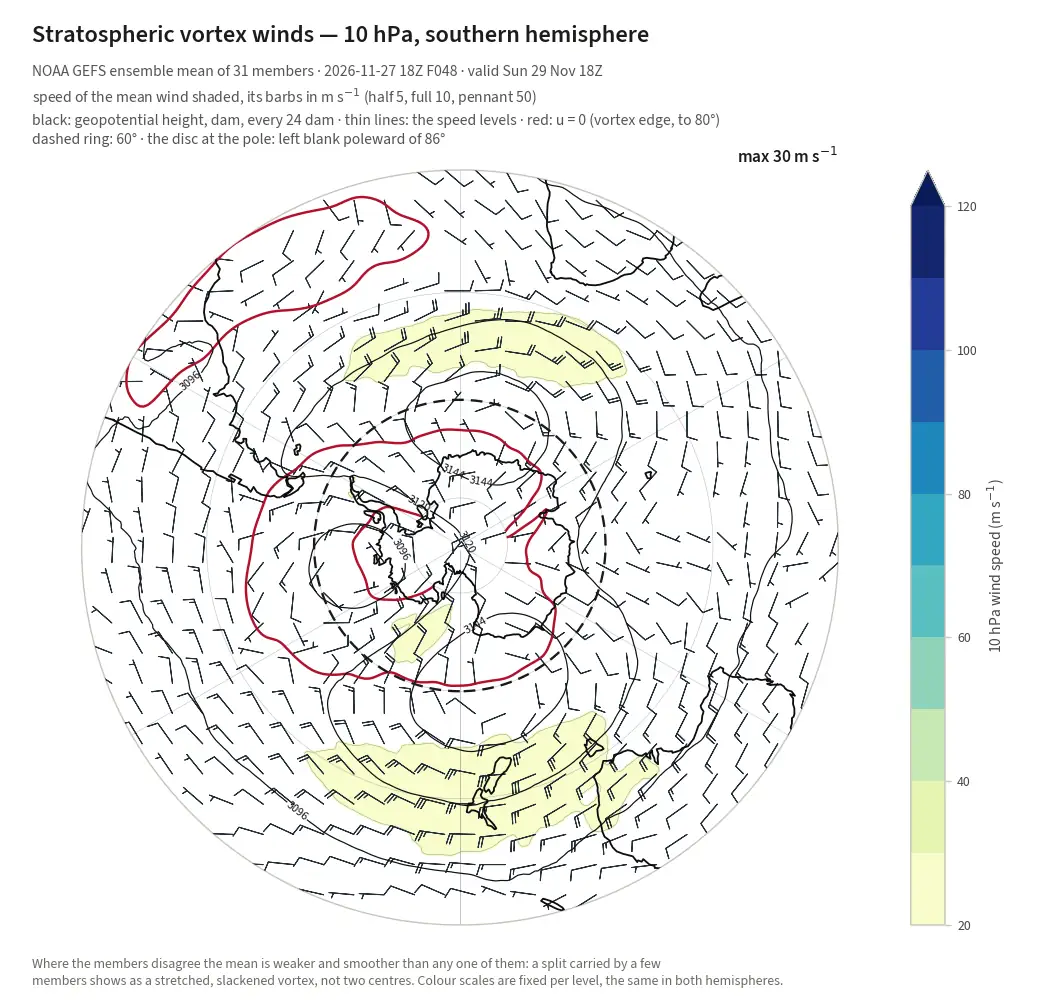 Stratospheric vortex winds — 10 hPa, southern hemisphere
NOAA GEFS ensemble mean of 31 members · 2026-11-27 18Z F048 · valid Sun 29 Nov 18Z
speed of the mean wind shaded, its barbs in m s⁻¹ (half 5, full 10, pennant 50)
black: geopotential height, dam, every 24 dam · thin lines: the speed levels · red: u = 0 (vortex edge, to 80°)
dashed ring: 60° · the disc at the pole: left blank poleward of 86°
max 30 m s⁻¹
120
100
80
60
40
20
10 hPa wind speed (m s⁻¹)
3096
3144
3144
3120
3096
3144
3096
Where the members disagree the mean is weaker and smoother than any one of them: a split carried by a few
members shows as a stretched, slackened vortex, not two centres. Colour scales are fixed per level, the same in both hemispheres.